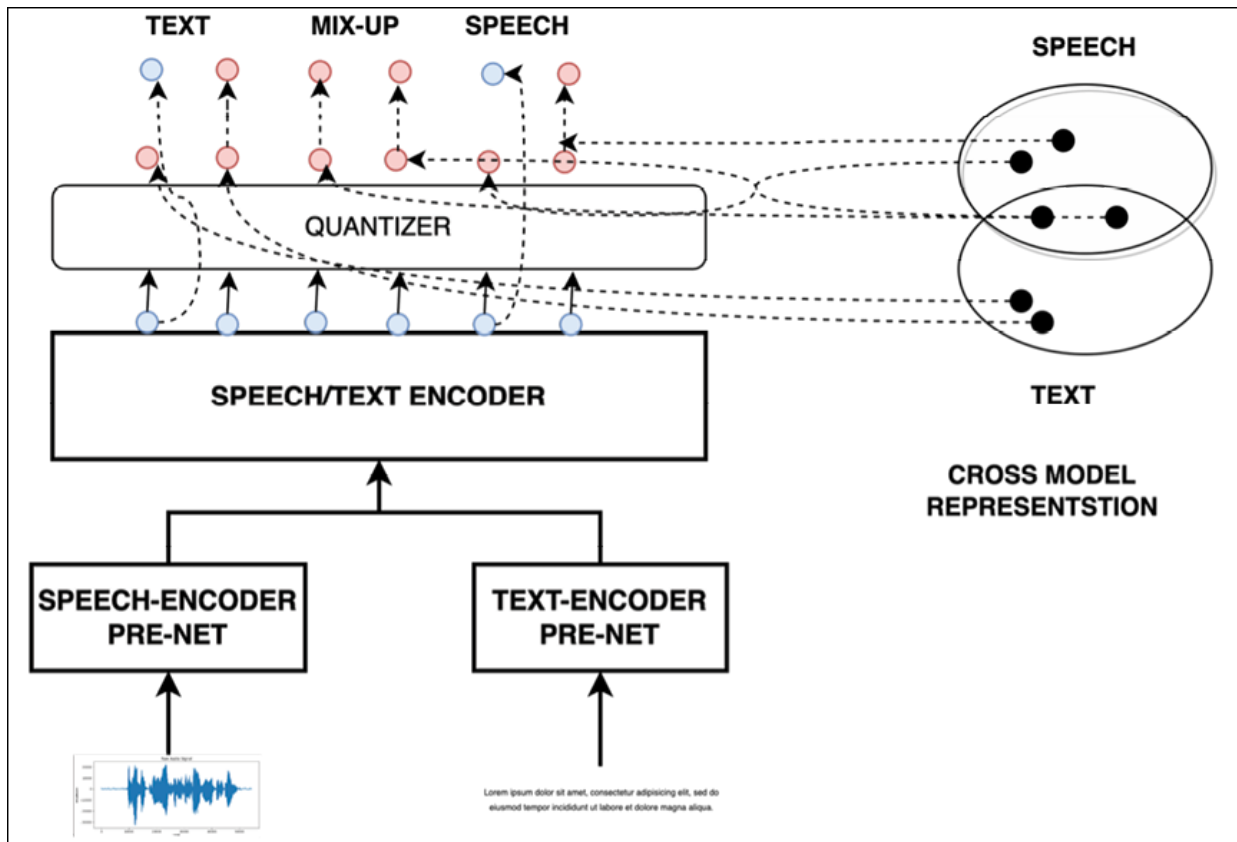 TEXT
MIX-UP
SPEECH
SPEECH
QUANTIZER
SPEECH/TEXT ENCODER
TEXT
CROSS MODEL
REPRESENTSTION
SPEECH-ENCODER
PRE-NET
TEXT-ENCODER
PRE-NET
Lorem ipsum dolor sit amet, consectetur adipisicing elit, sed do
eiusmod tempor incididunt ut labore et dolore magna aliqua.